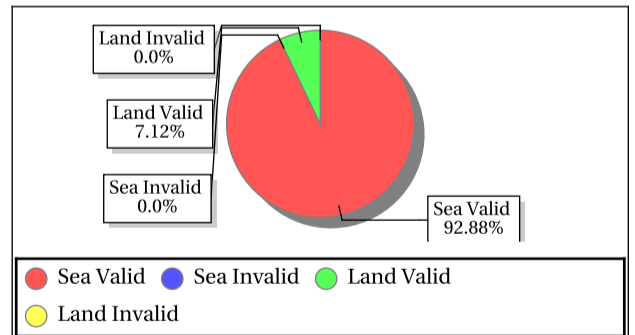 Land Invalid
0.0%
Land Valid
7.12%
Sea Invalid
0.0%
Sea Valid
92.88%
Sea Valid Sea Invalid Land Valid
Land Invalid